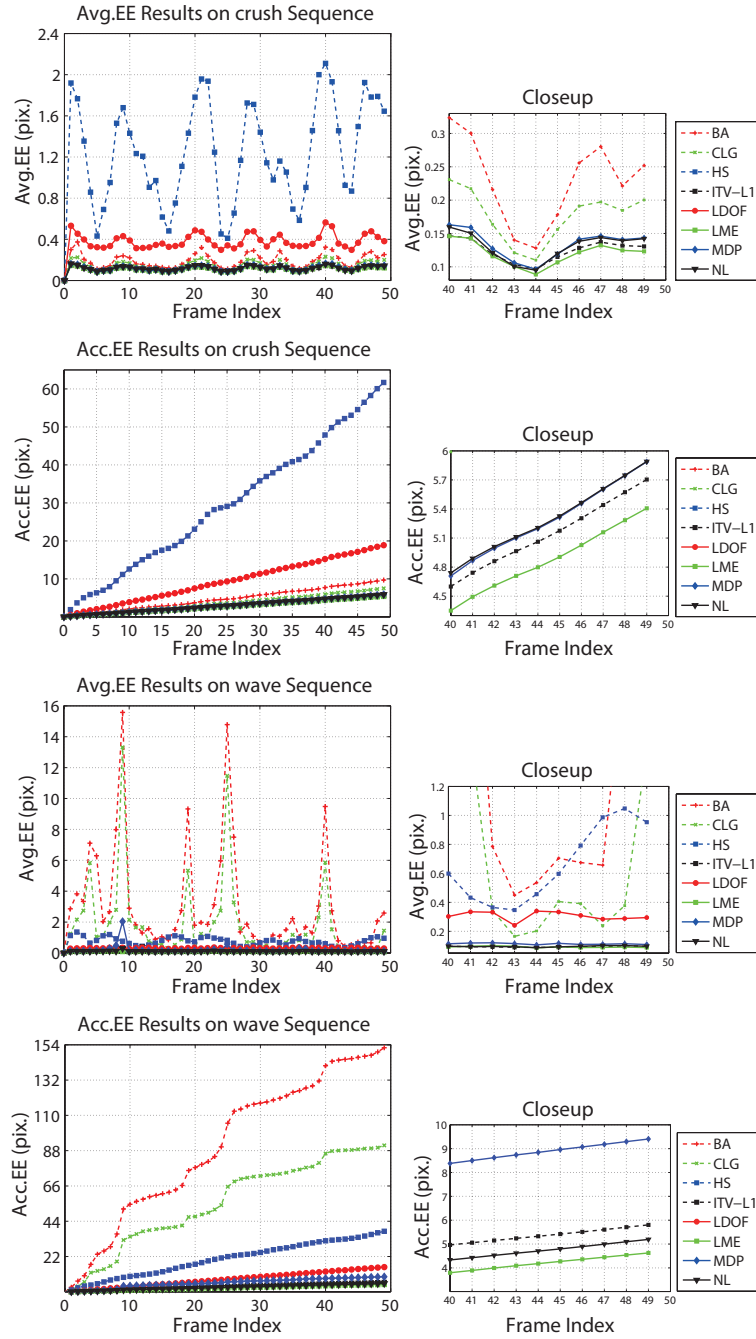 Avg.EE Results on crush Sequence
2.4
2
1.6
1.2
0.8
0.4
0
Avg.EE (pix.)
0 10 20 30 40 50
Frame Index
Closeup
0.3
0.25
0.2
0.15
0.1
Avg.EE (pix.)
40 41 42 43 44 45 46 47 48 49 50
Frame Index
BA
CLG
HS
ITV-L1
LDOF
LME
MDP
NL
Acc.EE Results on crush Sequence
60
50
40
30
20
10
Acc.EE (pix.)
0 5 10 15 20 25 30 35 40 45 50
Frame Index
Closeup
6
5.7
5.4
5.1
4.8
4.5
Acc.EE (pix.)
40 41 42 43 44 45 46 47 48 49 50
Frame Index
BA
CLG
HS
ITV-L1
LDOF
LME
MDP
NL
Avg.EE Results on wave Sequence
16
14
12
10
8
6
4
2
0
Avg.EE (pix.)
0 10 20 30 40 50
Frame Index
Closeup
1.2
1
0.8
0.6
0.4
0.2
Avg.EE (pix.)
40 41 42 43 44 45 46 47 48 49 50
Frame Index
BA
CLG
HS
ITV-L1
LDOF
LME
MDP
NL
Acc.EE Results on wave Sequence
154
132
110
88
66
44
22
Acc.EE (pix.)
0 5 10 15 20 25 30 35 40 45 50
Frame Index
Closeup
10
9
8
7
6
5
4
Acc.EE (pix.)
40 41 42 43 44 45 46 47 48 49 50
Frame Index
BA
CLG
HS
ITV-L1
LDOF
LME
MDP
NL